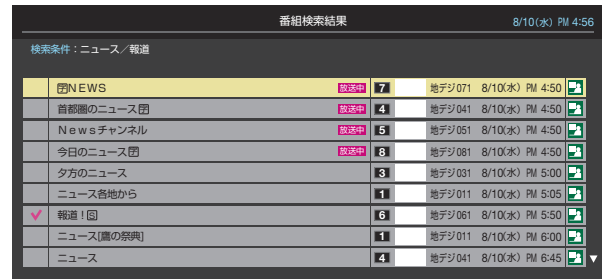 番組検索結果 8/10(水) PM 4:56
検索条件：ニュース／報道
🈑NEWS 放送中 7 地デジ071 8/10(水) PM 4:50
首都圏のニュース🈑 放送中 4 地デジ041 8/10(水) PM 4:50
Newsチャンネル 放送中 5 地デジ051 8/10(水) PM 4:50
今日のニュース🈑 放送中 8 地デジ081 8/10(水) PM 4:50
夕方のニュース 3 地デジ031 8/10(水) PM 5:00
ニュース各地から 1 地デジ011 8/10(水) PM 5:05
報道！🅂 6 地デジ061 8/10(水) PM 5:50
ニュース[鷹の祭典] 1 地デジ011 8/10(水) PM 6:00
ニュース 4 地デジ041 8/10(水) PM 6:45